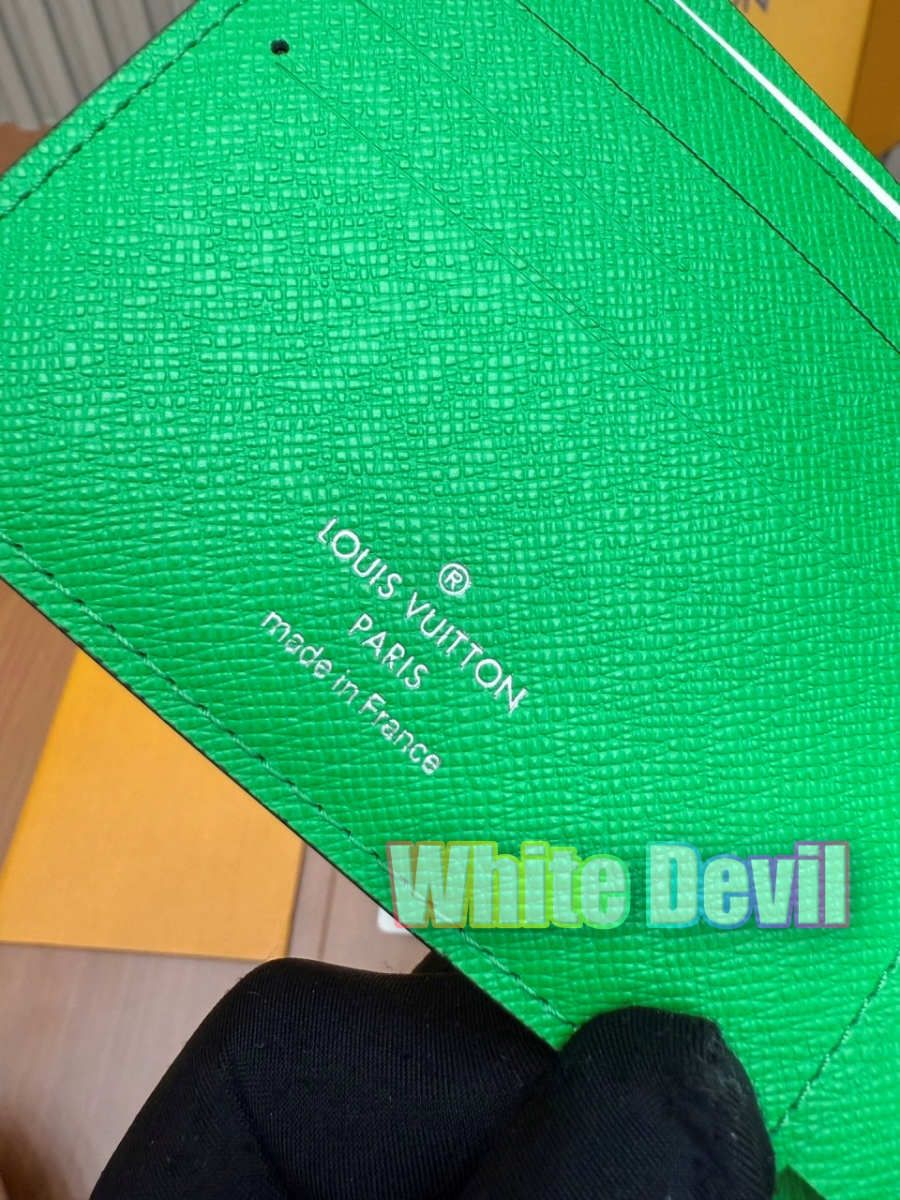 ®
LOUIS VUITTON
PARIS
made in France
White Devil